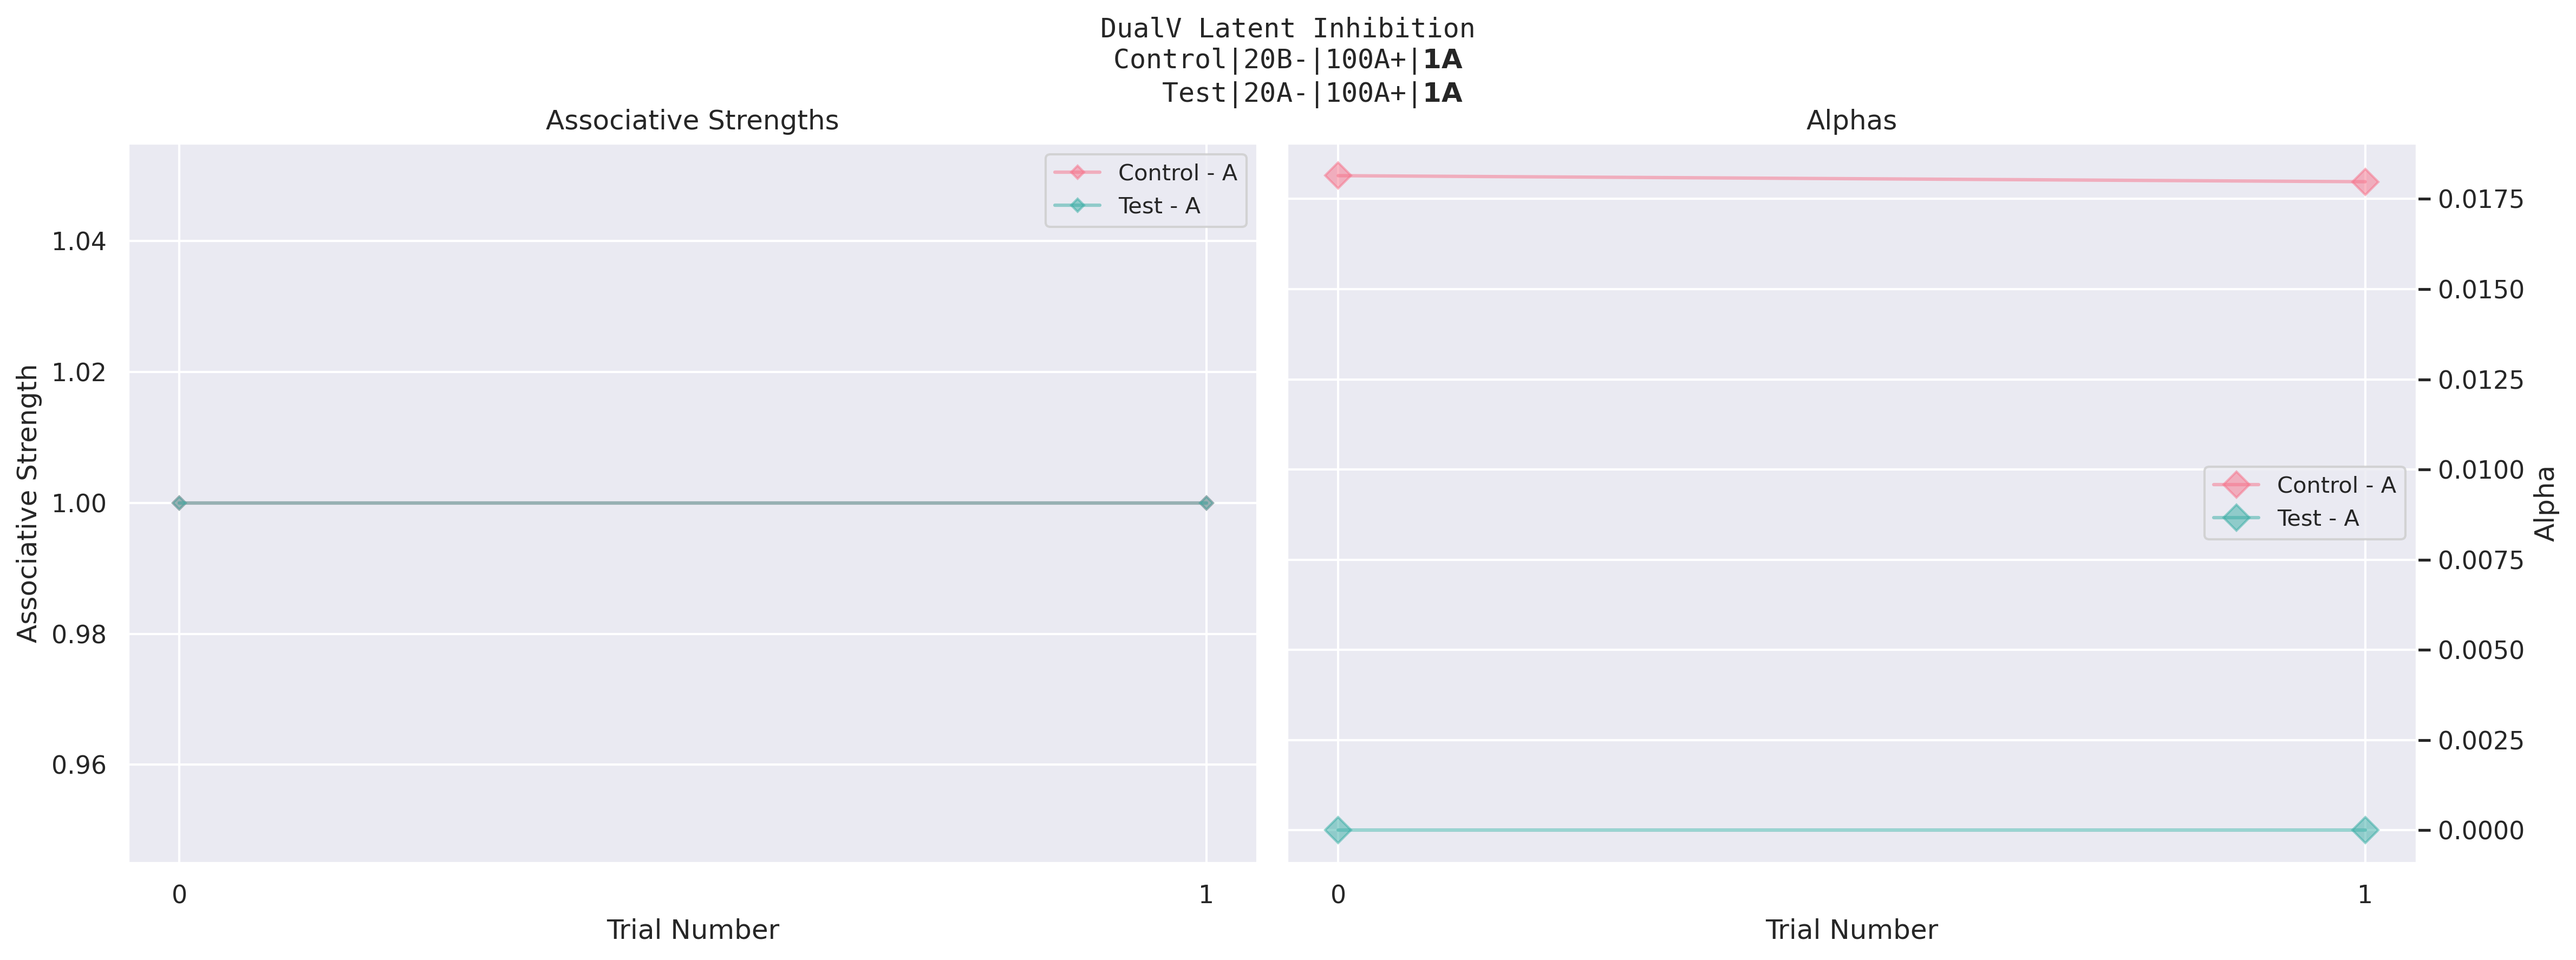 DualV Latent Inhibition
Control|20B-|100A+|1A
Test|20A-|100A+|1A
Associative Strengths
Control - A
Test - A
1.04
1.02
1.00
0.98
0.96
Associative Strength
0
1
Trial Number
Alphas
Control - A
Test - A
0.0175
0.0150
0.0125
0.0100
0.0075
0.0050
0.0025
0.0000
Alpha
0
1
Trial Number